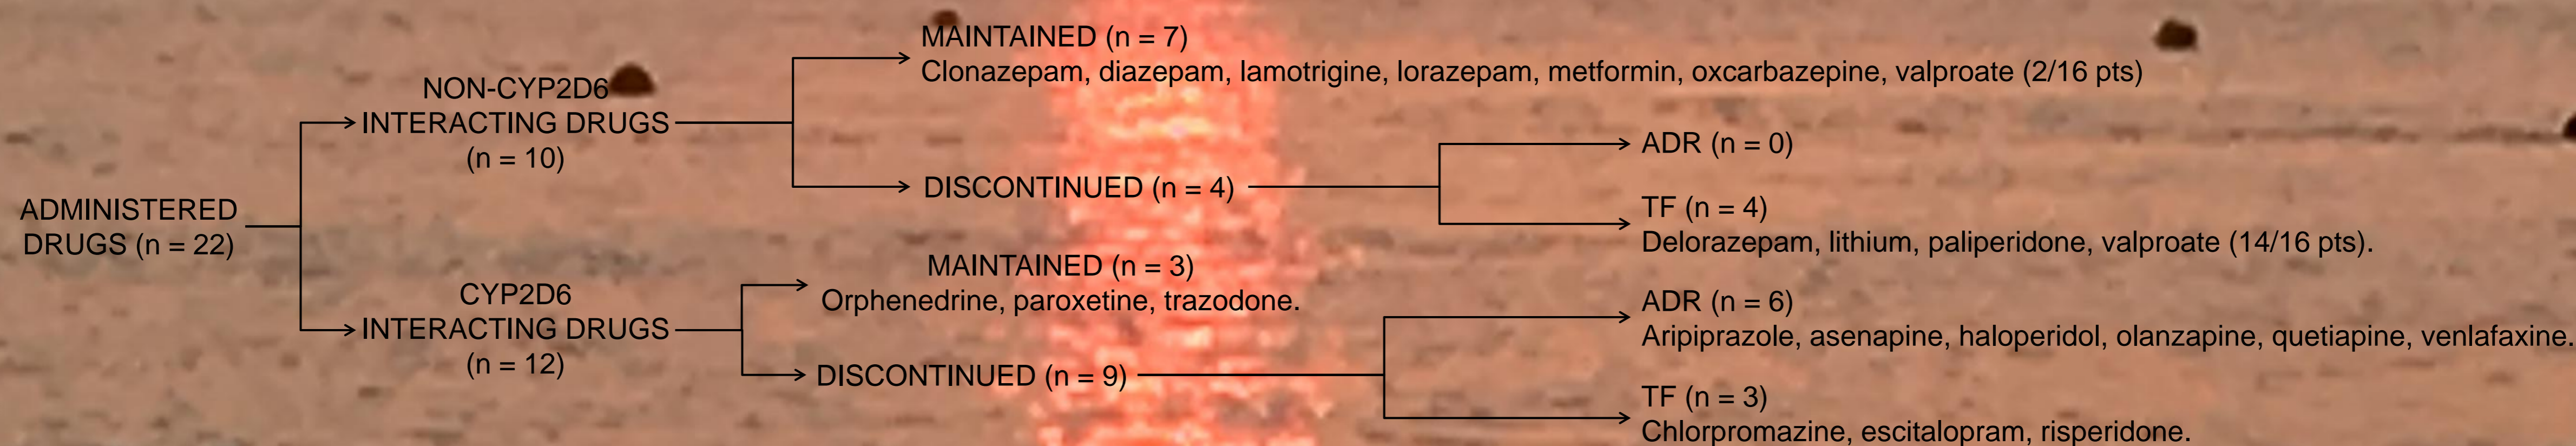 ADMINISTERED
DRUGS (n = 22)
NON-CYP2D6
INTERACTING DRUGS
(n = 10)
MAINTAINED (n = 7)
Clonazepam, diazepam, lamotrigine, lorazepam, metformin, oxcarbazepine, valproate (2/16 pts)
DISCONTINUED (n = 4)
ADR (n = 0)
TF (n = 4)
Delorazepam, lithium, paliperidone, valproate (14/16 pts).
CYP2D6
INTERACTING DRUGS
(n = 12)
MAINTAINED (n = 3)
Orphenedrine, paroxetine, trazodone.
DISCONTINUED (n = 9)
ADR (n = 6)
Aripiprazole, asenapine, haloperidol, olanzapine, quetiapine, venlafaxine.
TF (n = 3)
Chlorpromazine, escitalopram, risperidone.